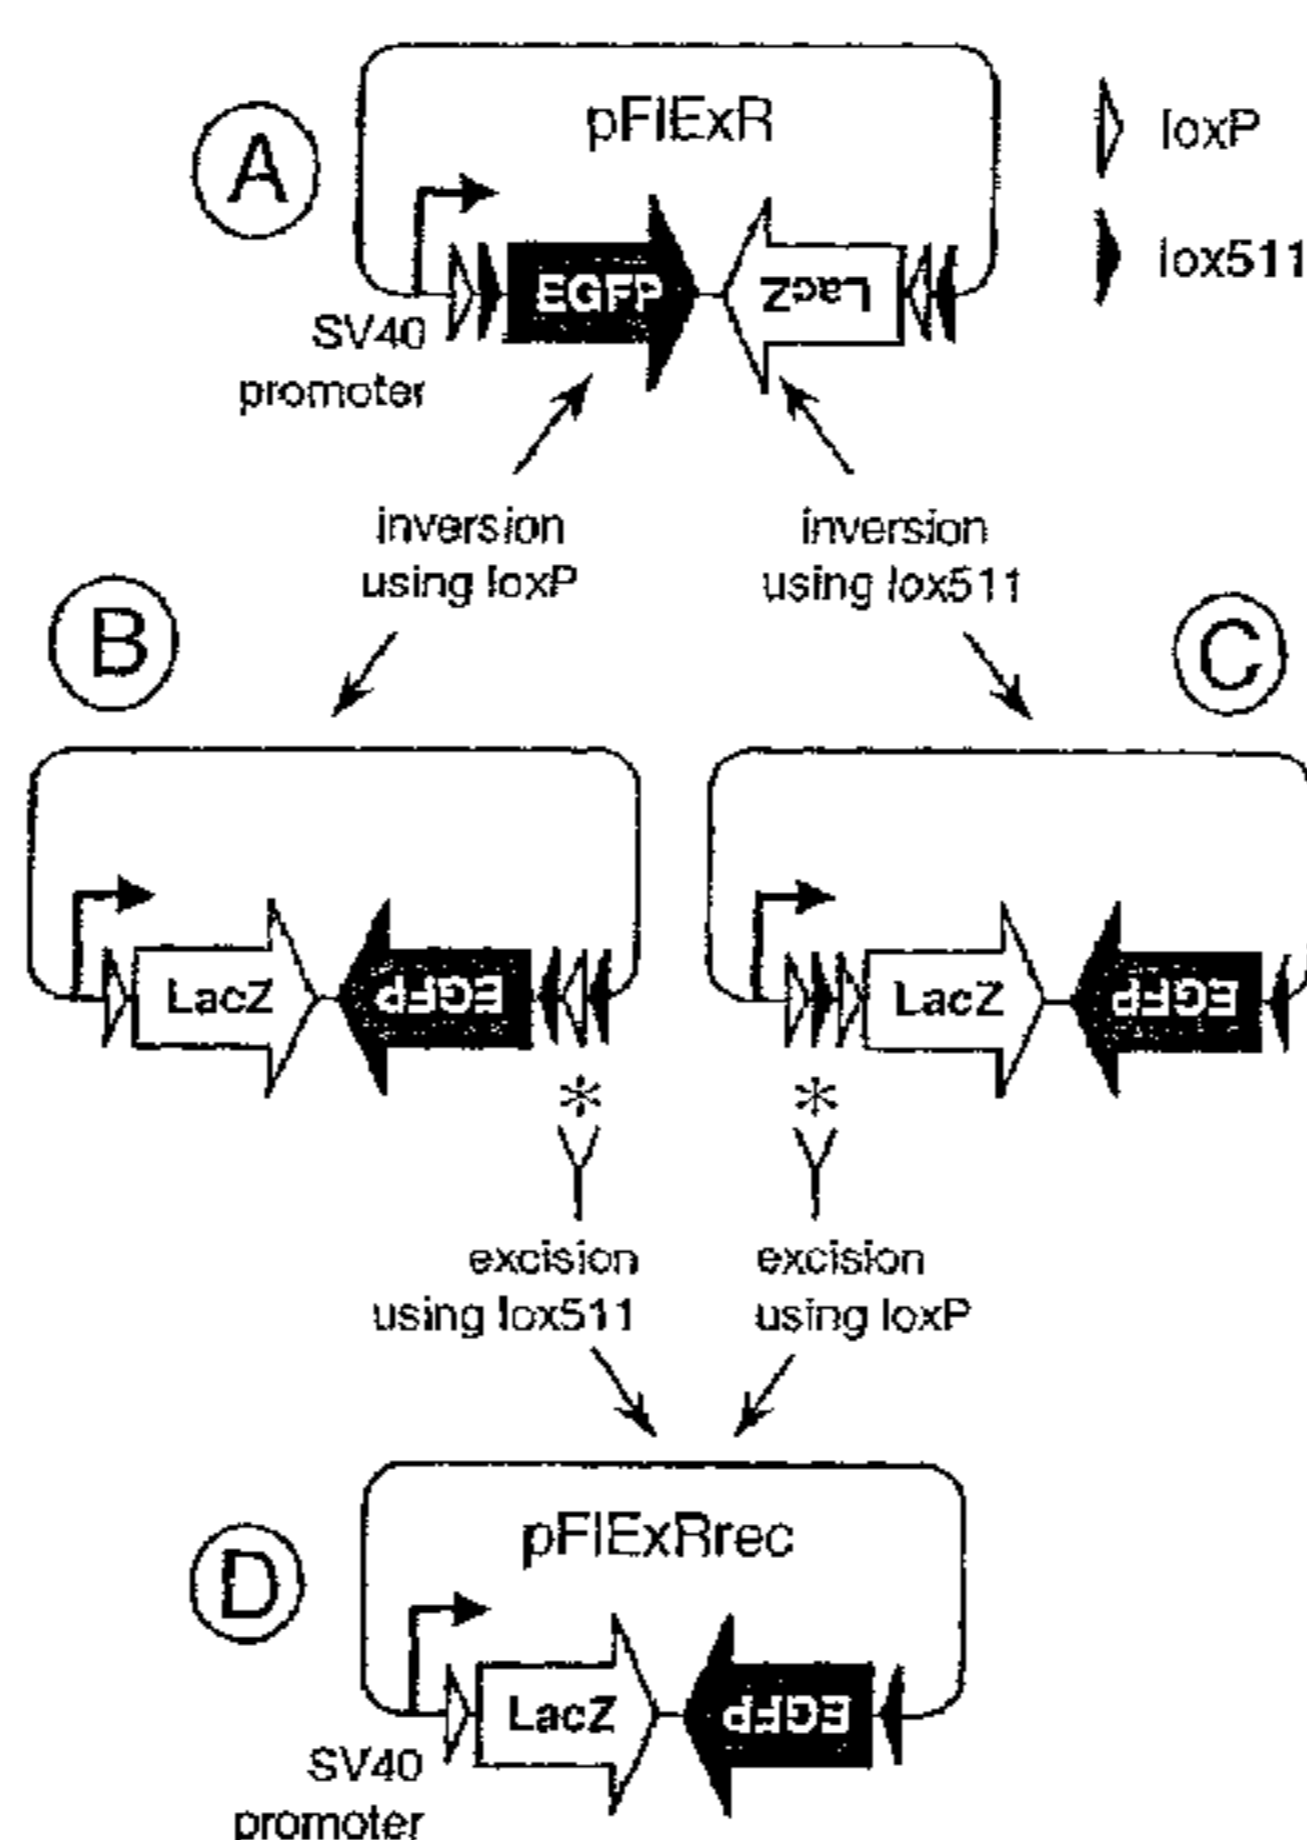 A
pFlExR
loxP
lox511
EGFP
LacZ
SV40
promoter
inversion
using loxP
inversion
using lox511
B
C
LacZ
EGFP
LacZ
EGFP
*
*
excision
using lox511
excision
using loxP
D
pFlExRrec
LacZ
EGFP
SV40
promoter